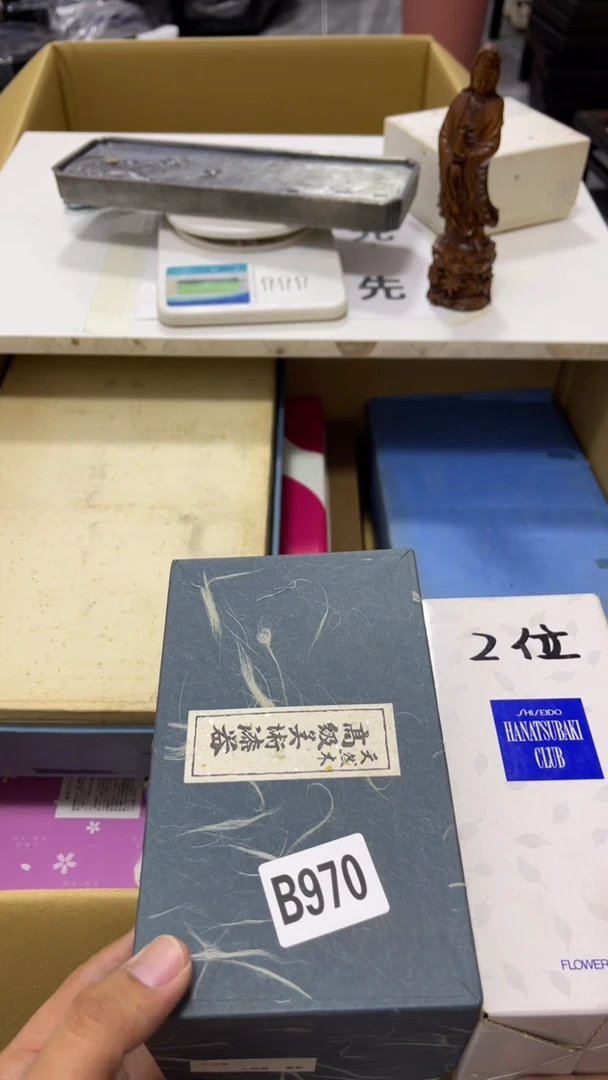 先
2位
SHISEIDO
HANATSUBAKI
CLUB
天然木
高級美術漆器
B970
FLOWER